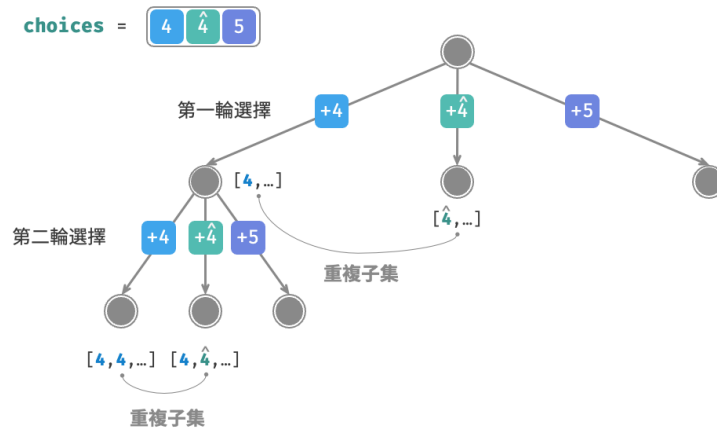 choices = 4 4̂ 5
第一輪選擇 +4 +4̂ +5
[4,…]
[4̂,…]
第二輪選擇 +4 +4̂ +5
重複子集
[4,4,…] [4,4̂,…]
重複子集